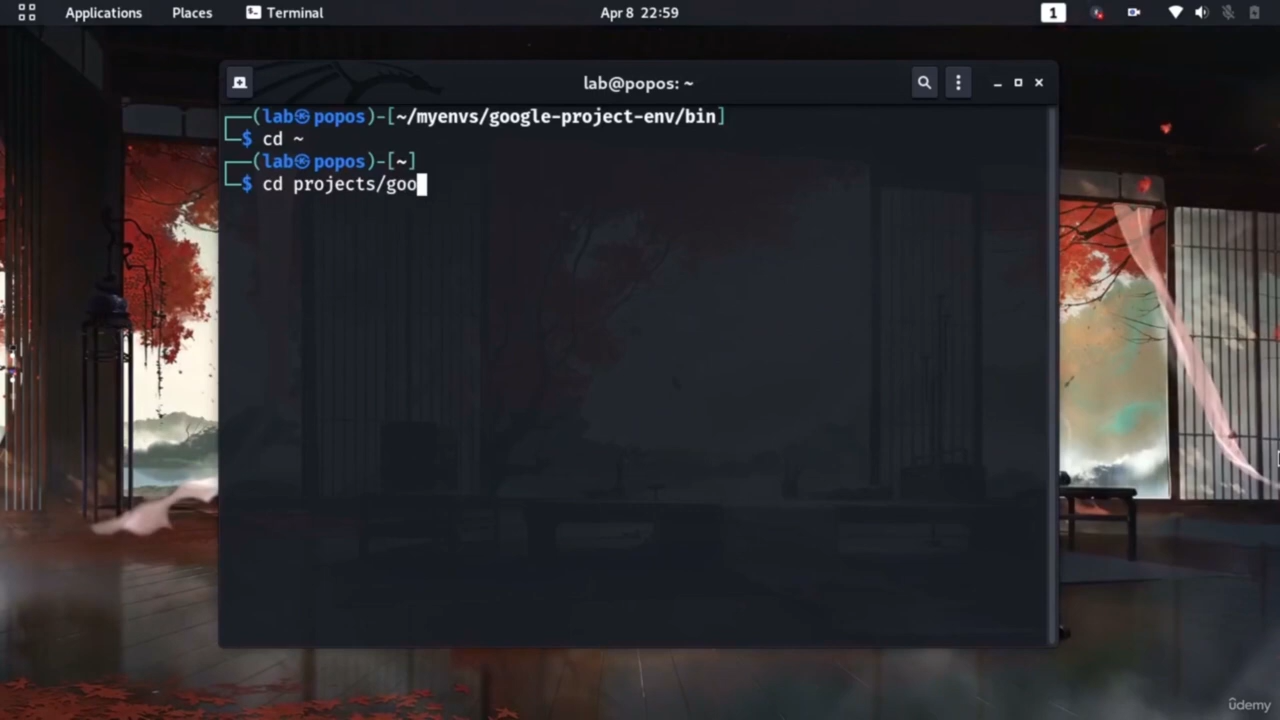 Applications Places Terminal Apr 8 22:59 1
lab@popos: ~
┌──(lab㉿popos)-[~/myenvs/google-project-env/bin]
└─$ cd ~
┌──(lab㉿popos)-[~]
└─$ cd projects/goo
ûdemy